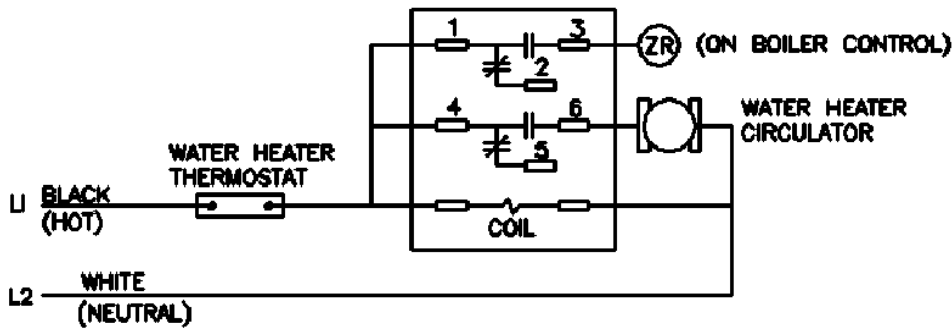 1
3
ZR
(ON BOILER CONTROL)
2
4
6
WATER HEATER
CIRCULATOR
5
WATER HEATER
THERMOSTAT
L1
BLACK
(HOT)
COIL
L2
WHITE
(NEUTRAL)